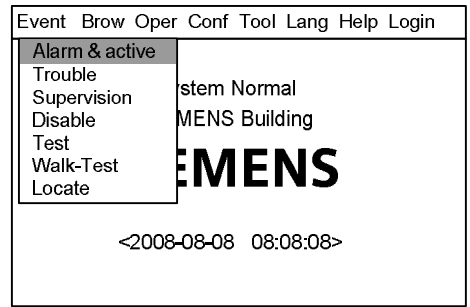 Event Brow Oper Conf Tool Lang Help Login
Alarm & active
Trouble
Supervision
Disable
Test
Walk-Test
Locate
stem Normal
MENS Building
EMENS
<2008-08-08 08:08:08>